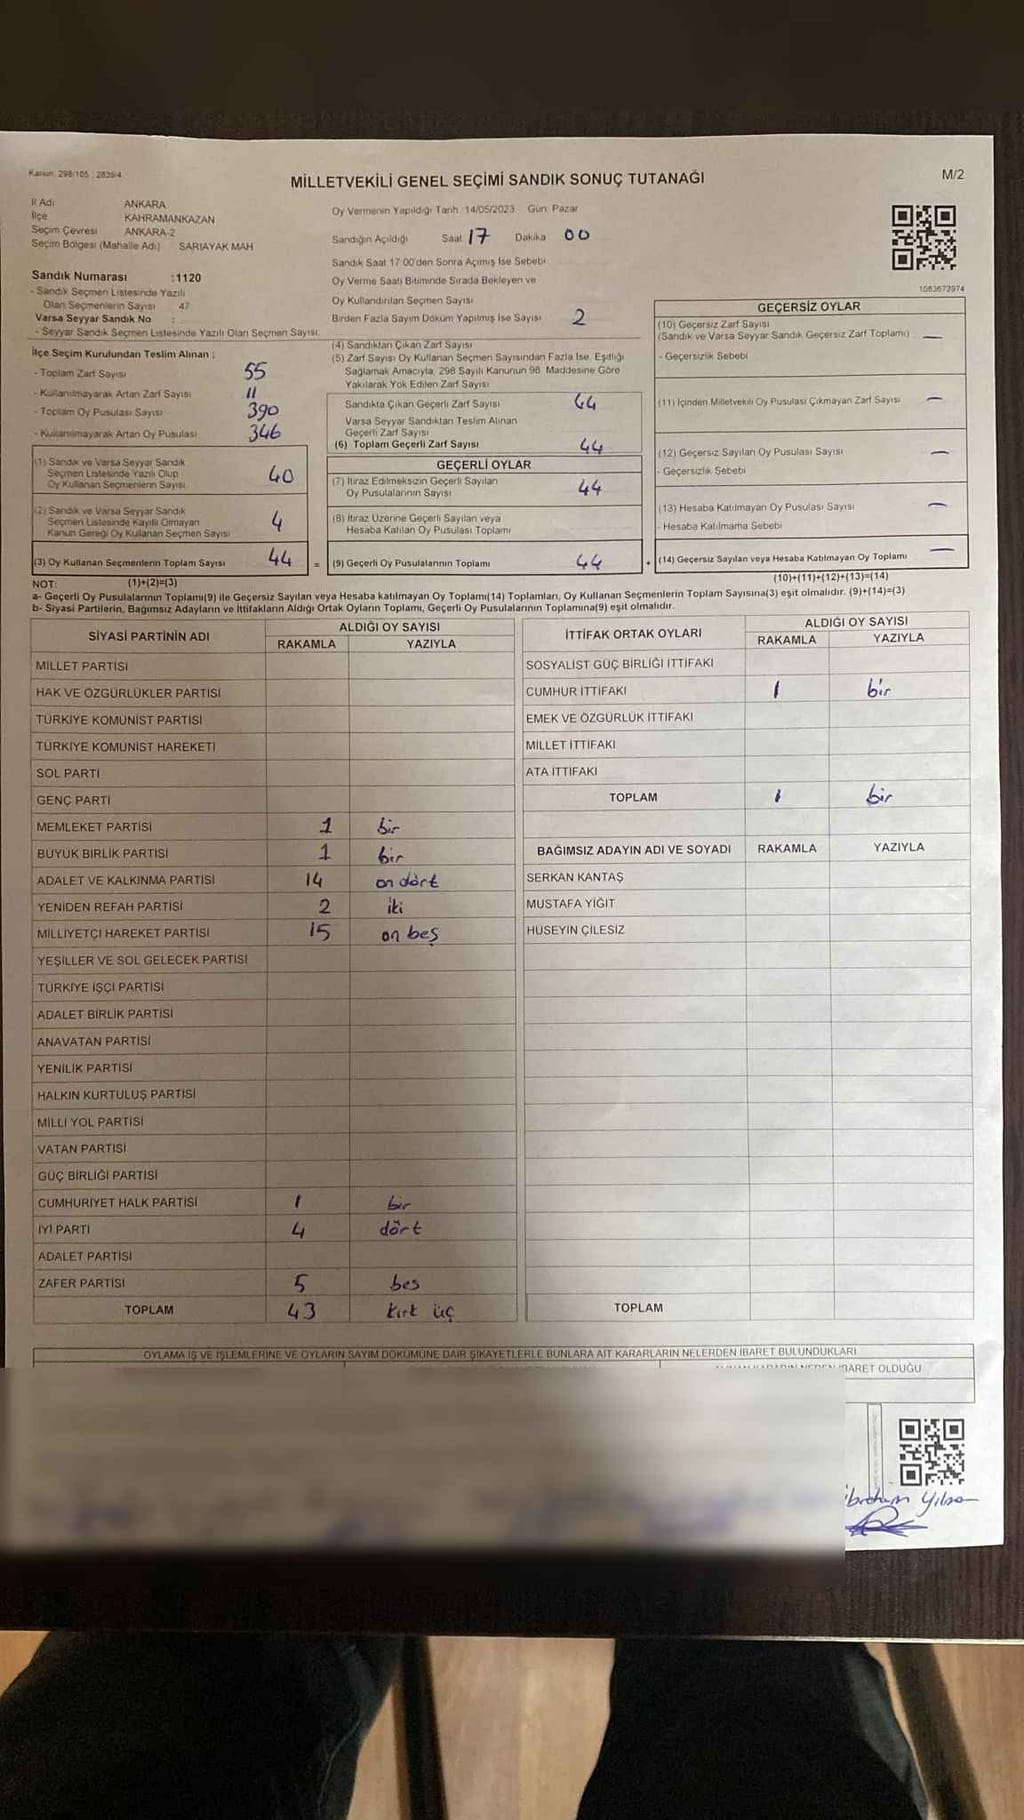 Kanun: 298/105 : 2839/4
MİLLETVEKİLİ GENEL SEÇİMİ SANDIK SONUÇ TUTANAĞI
M/2
İl Adı ANKARA
İlçe KAHRAMANKAZAN
Seçim Çevresi ANKARA-2
Seçim Bölgesi (Mahalle Adı) SARIAYAK MAH
Sandık Numarası :1120
- Sandık Seçmen Listesinde Yazılı
Olan Seçmenlerin Sayısı 47
Varsa Seyyar Sandık No :
- Seyyar Sandık Seçmen Listesinde Yazılı Olan Seçmen Sayısı:
İlçe Seçim Kurulundan Teslim Alınan ;
- Toplam Zarf Sayısı 55
- Kullanılmayarak Artan Zarf Sayısı 11
- Toplam Oy Pusulası Sayısı 390
- Kullanılmayarak Artan Oy Pusulası 346
(1) Sandık ve Varsa Seyyar Sandık
Seçmen Listesinde Yazılı Olup
Oy Kullanan Seçmenlerin Sayısı 40
(2) Sandık ve Varsa Seyyar Sandık
Seçmen Listesinde Kayıtlı Olmayan
Kanun Gereği Oy Kullanan Seçmen Sayısı 4
(3) Oy Kullanan Seçmenlerin Toplam Sayısı 44 =
Oy Vermenin Yapıldığı Tarih: 14/05/2023 Gün: Pazar
Sandığın Açıldığı Saat 17 Dakika 00
Sandık Saat 17:00'den Sonra Açılmış İse Sebebi
Oy Verme Saati Bitiminde Sırada Bekleyen ve
Oy Kullandırılan Seçmen Sayısı
Birden Fazla Sayım Döküm Yapılmış İse Sayısı 2
(4) Sandıktan Çıkan Zarf Sayısı
(5) Zarf Sayısı Oy Kullanan Seçmen Sayısından Fazla İse, Eşitliği
Sağlamak Amacıyla, 298 Sayılı Kanunun 98. Maddesine Göre
Yakılarak Yok Edilen Zarf Sayısı
Sandıkta Çıkan Geçerli Zarf Sayısı 44
Varsa Seyyar Sandıktan Teslim Alınan
Geçerli Zarf Sayısı
(6) Toplam Geçerli Zarf Sayısı 44
GEÇERLİ OYLAR
(7) İtiraz Edilmeksizin Geçerli Sayılan
Oy Pusulalarının Sayısı 44
(8) İtiraz Üzerine Geçerli Sayılan veya
Hesaba Katılan Oy Pusulası Toplamı
(9) Geçerli Oy Pusulalarının Toplamı 44 +
1083673974
GEÇERSİZ OYLAR
(10) Geçersiz Zarf Sayısı
(Sandık ve Varsa Seyyar Sandık Geçersiz Zarf Toplamı) —
- Geçersizlik Sebebi
(11) İçinden Milletvekili Oy Pusulası Çıkmayan Zarf Sayısı —
(12) Geçersiz Sayılan Oy Pusulası Sayısı —
- Geçersizlik Sebebi
(13) Hesaba Katılmayan Oy Pusulası Sayısı —
- Hesaba Katılmama Sebebi
(14) Geçersiz Sayılan veya Hesaba Katılmayan Oy Toplamı —
NOT: (1)+(2)=(3) (10)+(11)+(12)+(13)=(14)
a- Geçerli Oy Pusulalarının Toplamı(9) ile Geçersiz Sayılan veya Hesaba katılmayan Oy Toplamı(14) Toplamları, Oy Kullanan Seçmenlerin Toplam Sayısına(3) eşit olmalıdır. (9)+(14)=(3)
b- Siyasi Partilerin, Bağımsız Adayların ve İttifakların Aldığı Ortak Oyların Toplamı, Geçerli Oy Pusulalarının Toplamına(9) eşit olmalıdır.
SİYASİ PARTİNİN ADI ALDIĞI OY SAYISI
RAKAMLA YAZIYLA
MİLLET PARTİSİ
HAK VE ÖZGÜRLÜKLER PARTİSİ
TÜRKİYE KOMÜNİST PARTİSİ
TÜRKİYE KOMÜNİST HAREKETİ
SOL PARTİ
GENÇ PARTİ
MEMLEKET PARTİSİ 1 bir
BÜYÜK BİRLİK PARTİSİ 1 bir
ADALET VE KALKINMA PARTİSİ 14 on dört
YENİDEN REFAH PARTİSİ 2 iki
MİLLİYETÇİ HAREKET PARTİSİ 15 on beş
YEŞİLLER VE SOL GELECEK PARTİSİ
TÜRKİYE İŞÇİ PARTİSİ
ADALET BİRLİK PARTİSİ
ANAVATAN PARTİSİ
YENİLİK PARTİSİ
HALKIN KURTULUŞ PARTİSİ
MİLLİ YOL PARTİSİ
VATAN PARTİSİ
GÜÇ BİRLİĞİ PARTİSİ
CUMHURİYET HALK PARTİSİ 1 bir
İYİ PARTİ 4 dört
ADALET PARTİSİ
ZAFER PARTİSİ 5 bes
TOPLAM 43 kırk üç
İTTİFAK ORTAK OYLARI ALDIĞI OY SAYISI
RAKAMLA YAZIYLA
SOSYALİST GÜÇ BİRLİĞİ İTTİFAKI
CUMHUR İTTİFAKI 1 bir
EMEK VE ÖZGÜRLÜK İTTİFAKI
MİLLET İTTİFAKI
ATA İTTİFAKI
TOPLAM 1 bir
BAĞIMSIZ ADAYIN ADI VE SOYADI RAKAMLA YAZIYLA
SERKAN KANTAŞ
MUSTAFA YİĞİT
HÜSEYİN ÇİLESİZ
TOPLAM
OYLAMA İŞ VE İŞLEMLERİNE VE OYLARIN SAYIM DÖKÜMÜNE DAİR ŞİKAYETLERLE BUNLARA AİT KARARLARIN NELERDEN İBARET BULUNDUKLARI
OLDUĞU